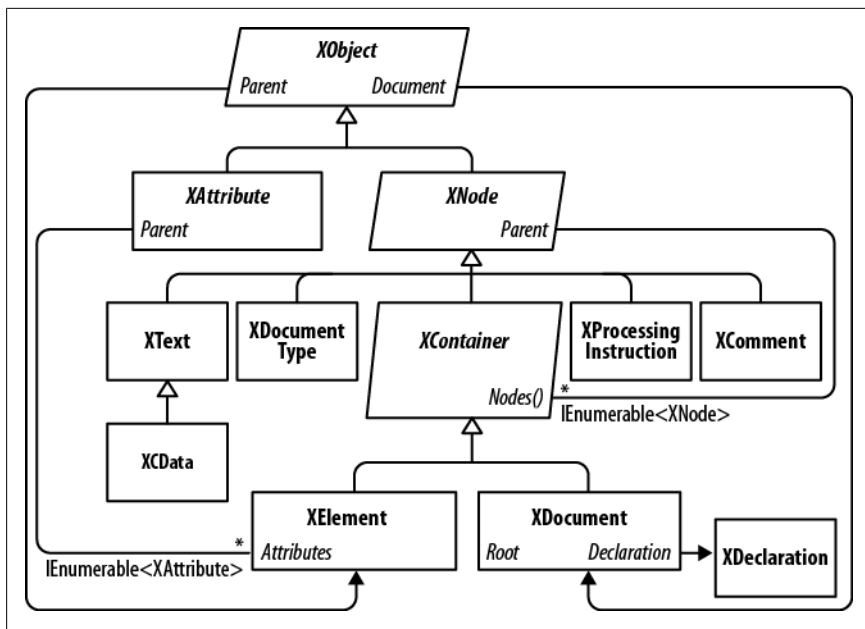 XObject
Parent Document
XAttribute
Parent
XNode
Parent
XText
XDocument
Type
XContainer
Nodes()
XProcessing
Instruction
XComment
*
IEnumerable<XNode>
XCData
XElement
Attributes
*
IEnumerable<XAttribute>
XDocument
Root Declaration
XDeclaration